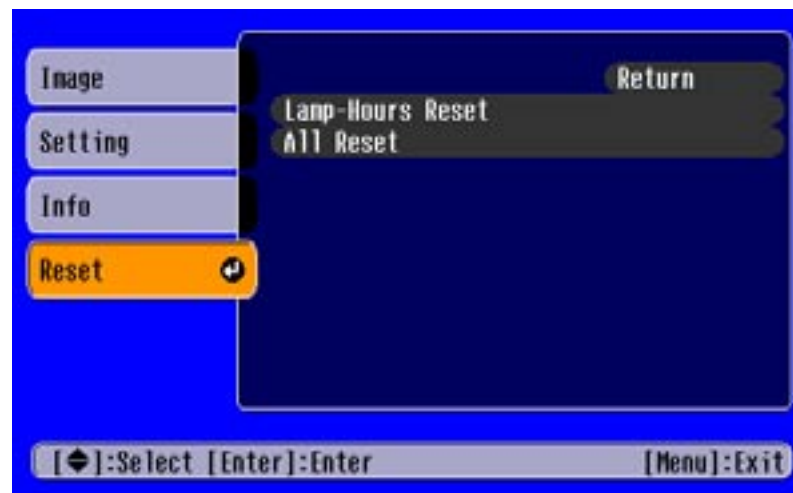 Image
Setting
Info
Reset
Return
Lamp-Hours Reset
All Reset
[◆]:Select [Enter]:Enter [Menu]:Exit